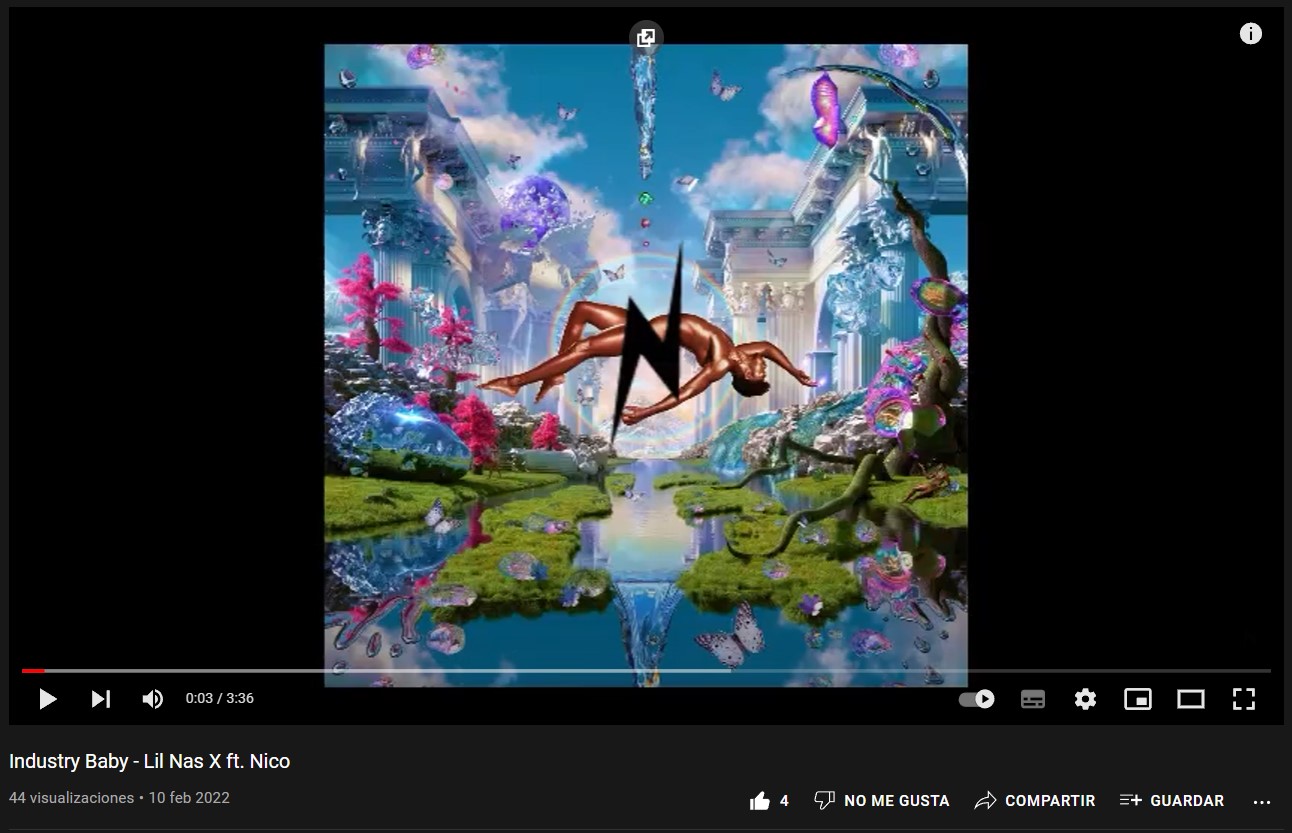 N
0:03 / 3:36
Industry Baby - Lil Nas X ft. Nico
44 visualizaciones • 10 feb 2022
4 NO ME GUSTA COMPARTIR GUARDAR